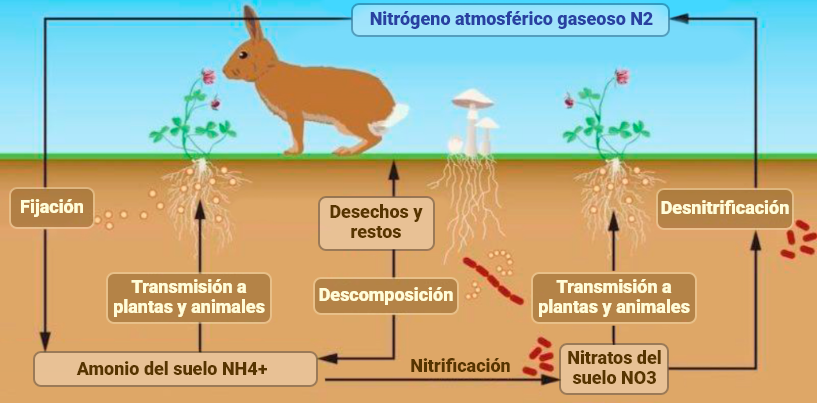 Nitrógeno atmosférico gaseoso N2
Fijación
Desechos y
restos
Desnitrificación
Transmisión a
plantas y animales
Descomposición
Transmisión a
plantas y animales
Amonio del suelo NH4+
Nitrificación
Nitratos del
suelo NO3